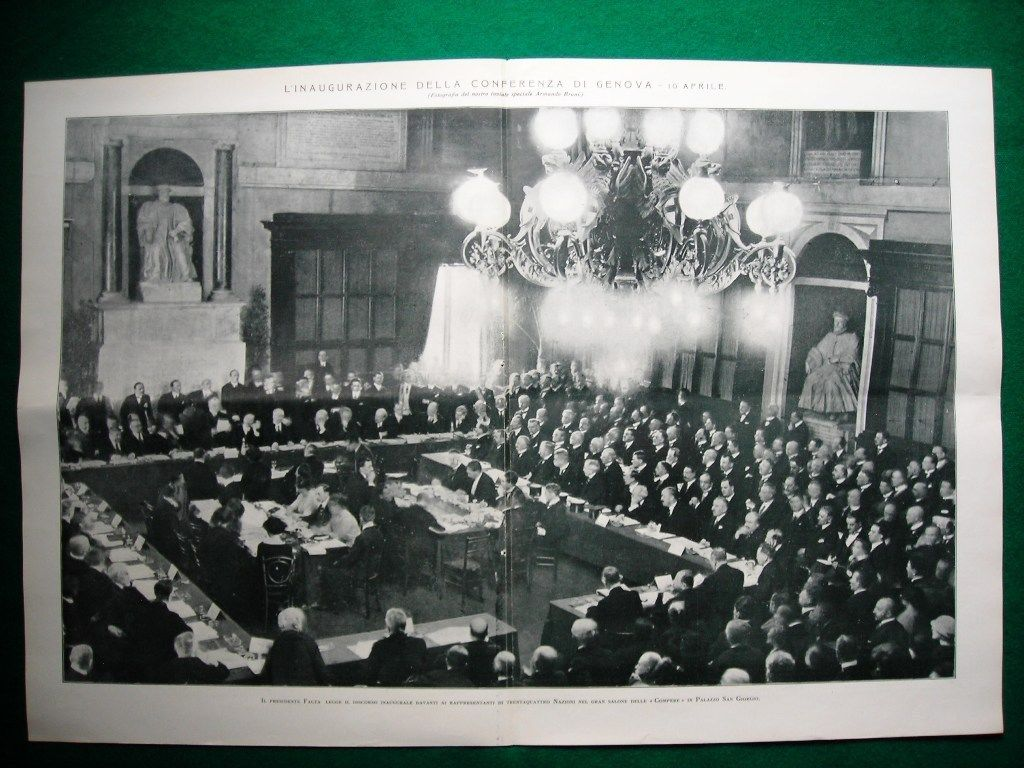 L'INAUGURAZIONE DELLA CONFERENZA DI GENOVA - 10 APRILE.
(Fotografia del nostro inviato speciale Armando Bruni)
IL PRESIDENTE FACTA LEGGE IL DISCORSO INAUGURALE DAVANTI AI RAPPRESENTANTI DI TRENTAQUATTRO NAZIONI NEL GRAN SALONE DELLE « COMPERE » IN PALAZZO SAN GIORGIO.